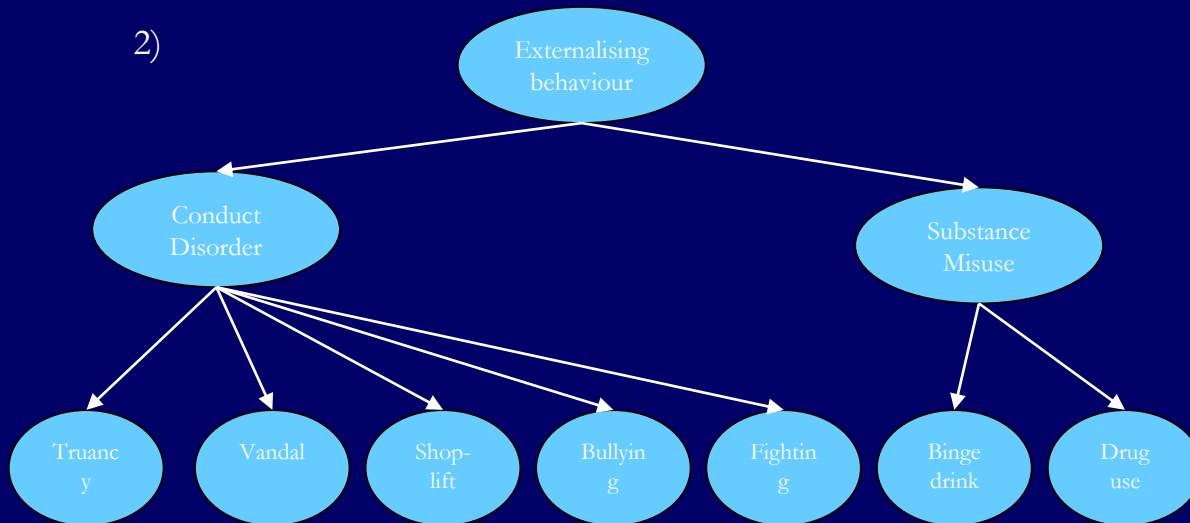 2)
Externalising
behaviour
Conduct
Disorder
Substance
Misuse
Truanc
y
Vandal
Shop-
lift
Bullyin
g
Fightin
g
Binge
drink
Drug
use